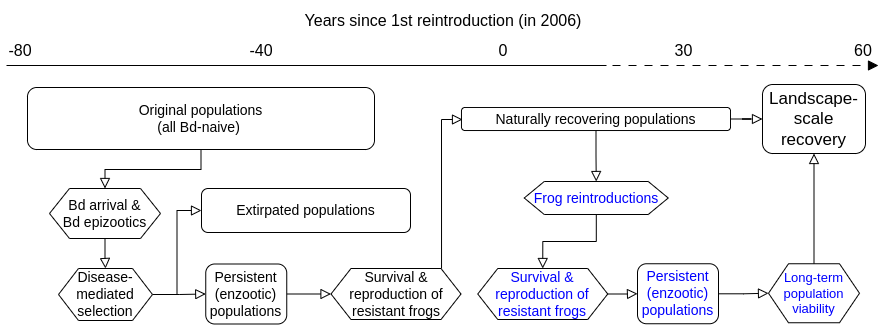 Years since 1st reintroduction (in 2006)
-80
-40
0
30
60
Original populations
(all Bd-naive)
Naturally recovering populations
Landscape-
scale
recovery
Bd arrival &
Bd epizootics
Extirpated populations
Frog reintroductions
Disease-
mediated
selection
Persistent
(enzootic)
populations
Survival &
reproduction of
resistant frogs
Survival &
reproduction of
resistant frogs
Persistent
(enzootic)
populations
Long-term
population
viability